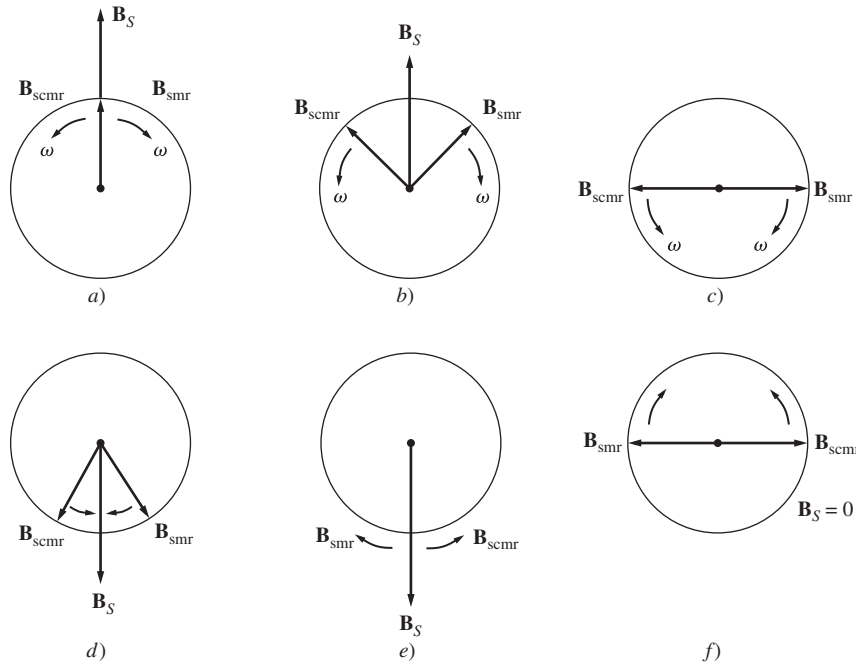 B_S
B_scmr B_smr
ω ω
a)
B_S
B_scmr B_smr
ω ω
b)
B_scmr B_smr
ω ω
c)
B_scmr B_smr
B_S
d)
B_smr B_scmr
B_S
e)
B_smr B_scmr
B_S = 0
f)